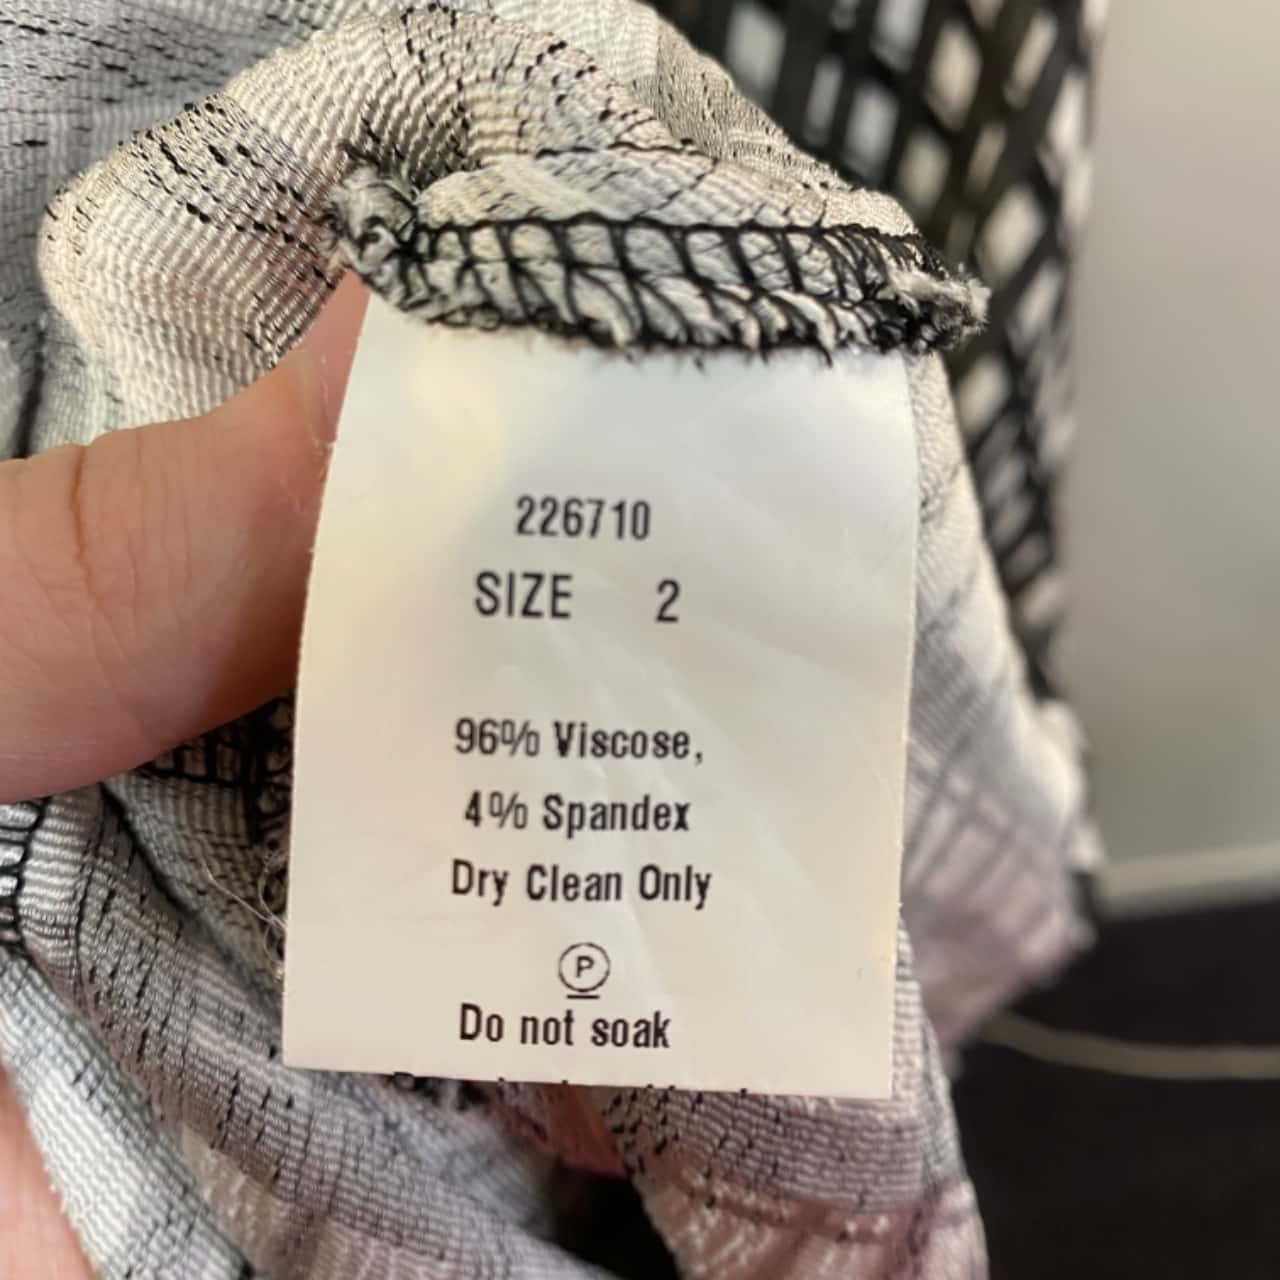 226710
SIZE 2
96% Viscose,
4% Spandex
Dry Clean Only
P
Do not soak